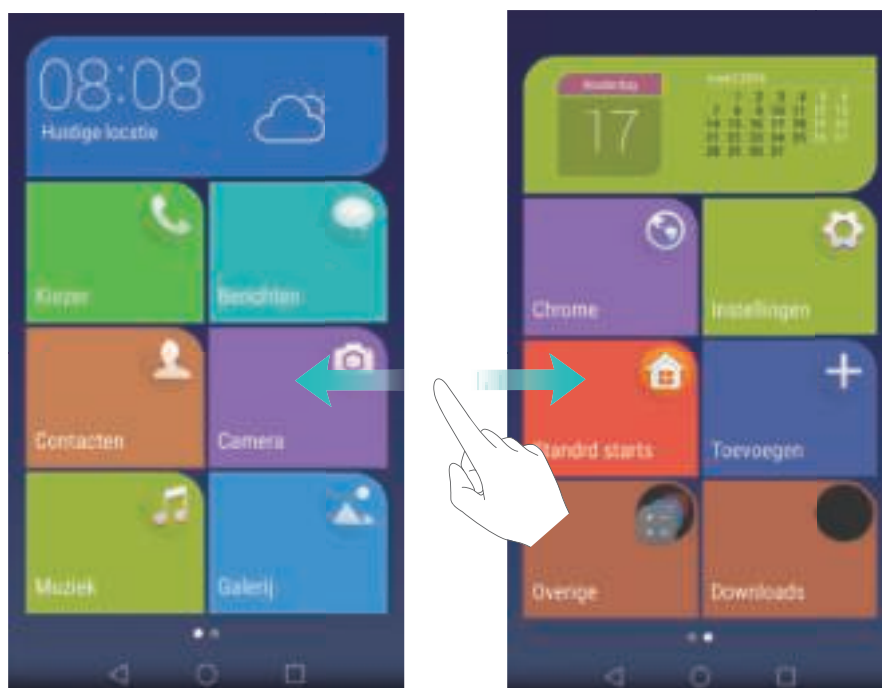 08:08
Huidige locatie
Kiezer
Berichten
Contacten
Camera
Muziek
Galerij
17
Chrome
Instellingen
Standrd starts
Toevoegen
Overige
Downloads